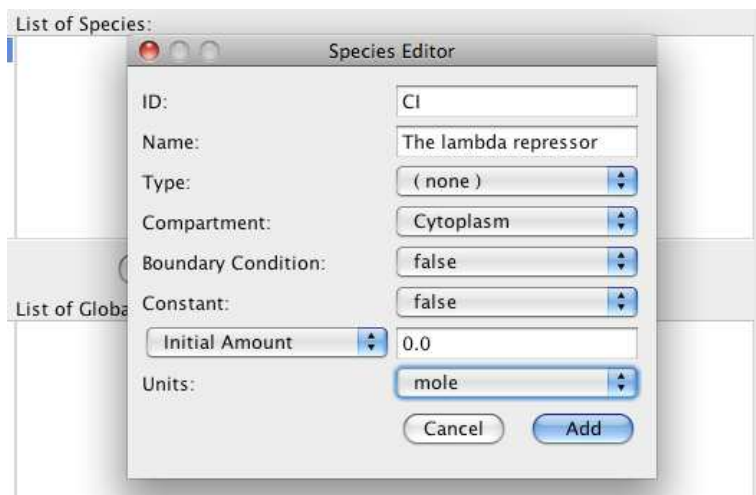 List of Species:
Species Editor
ID: CI
Name: The lambda repressor
Type: ( none )
Compartment: Cytoplasm
Boundary Condition: false
Constant: false
List of Globa
Initial Amount 0.0
Units: mole
Cancel Add